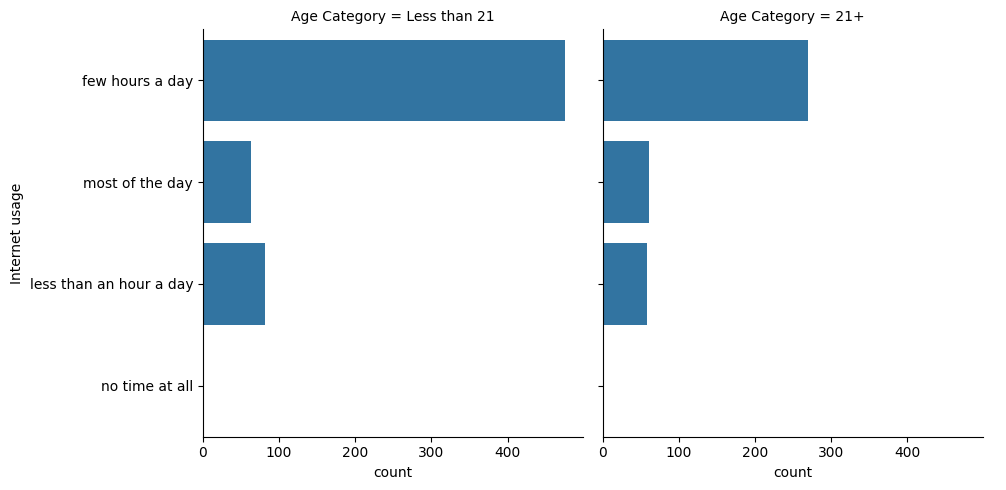 Age Category = Less than 21
Age Category = 21+
Internet usage
few hours a day
most of the day
less than an hour a day
no time at all
0 100 200 300 400
0 100 200 300 400
count
count